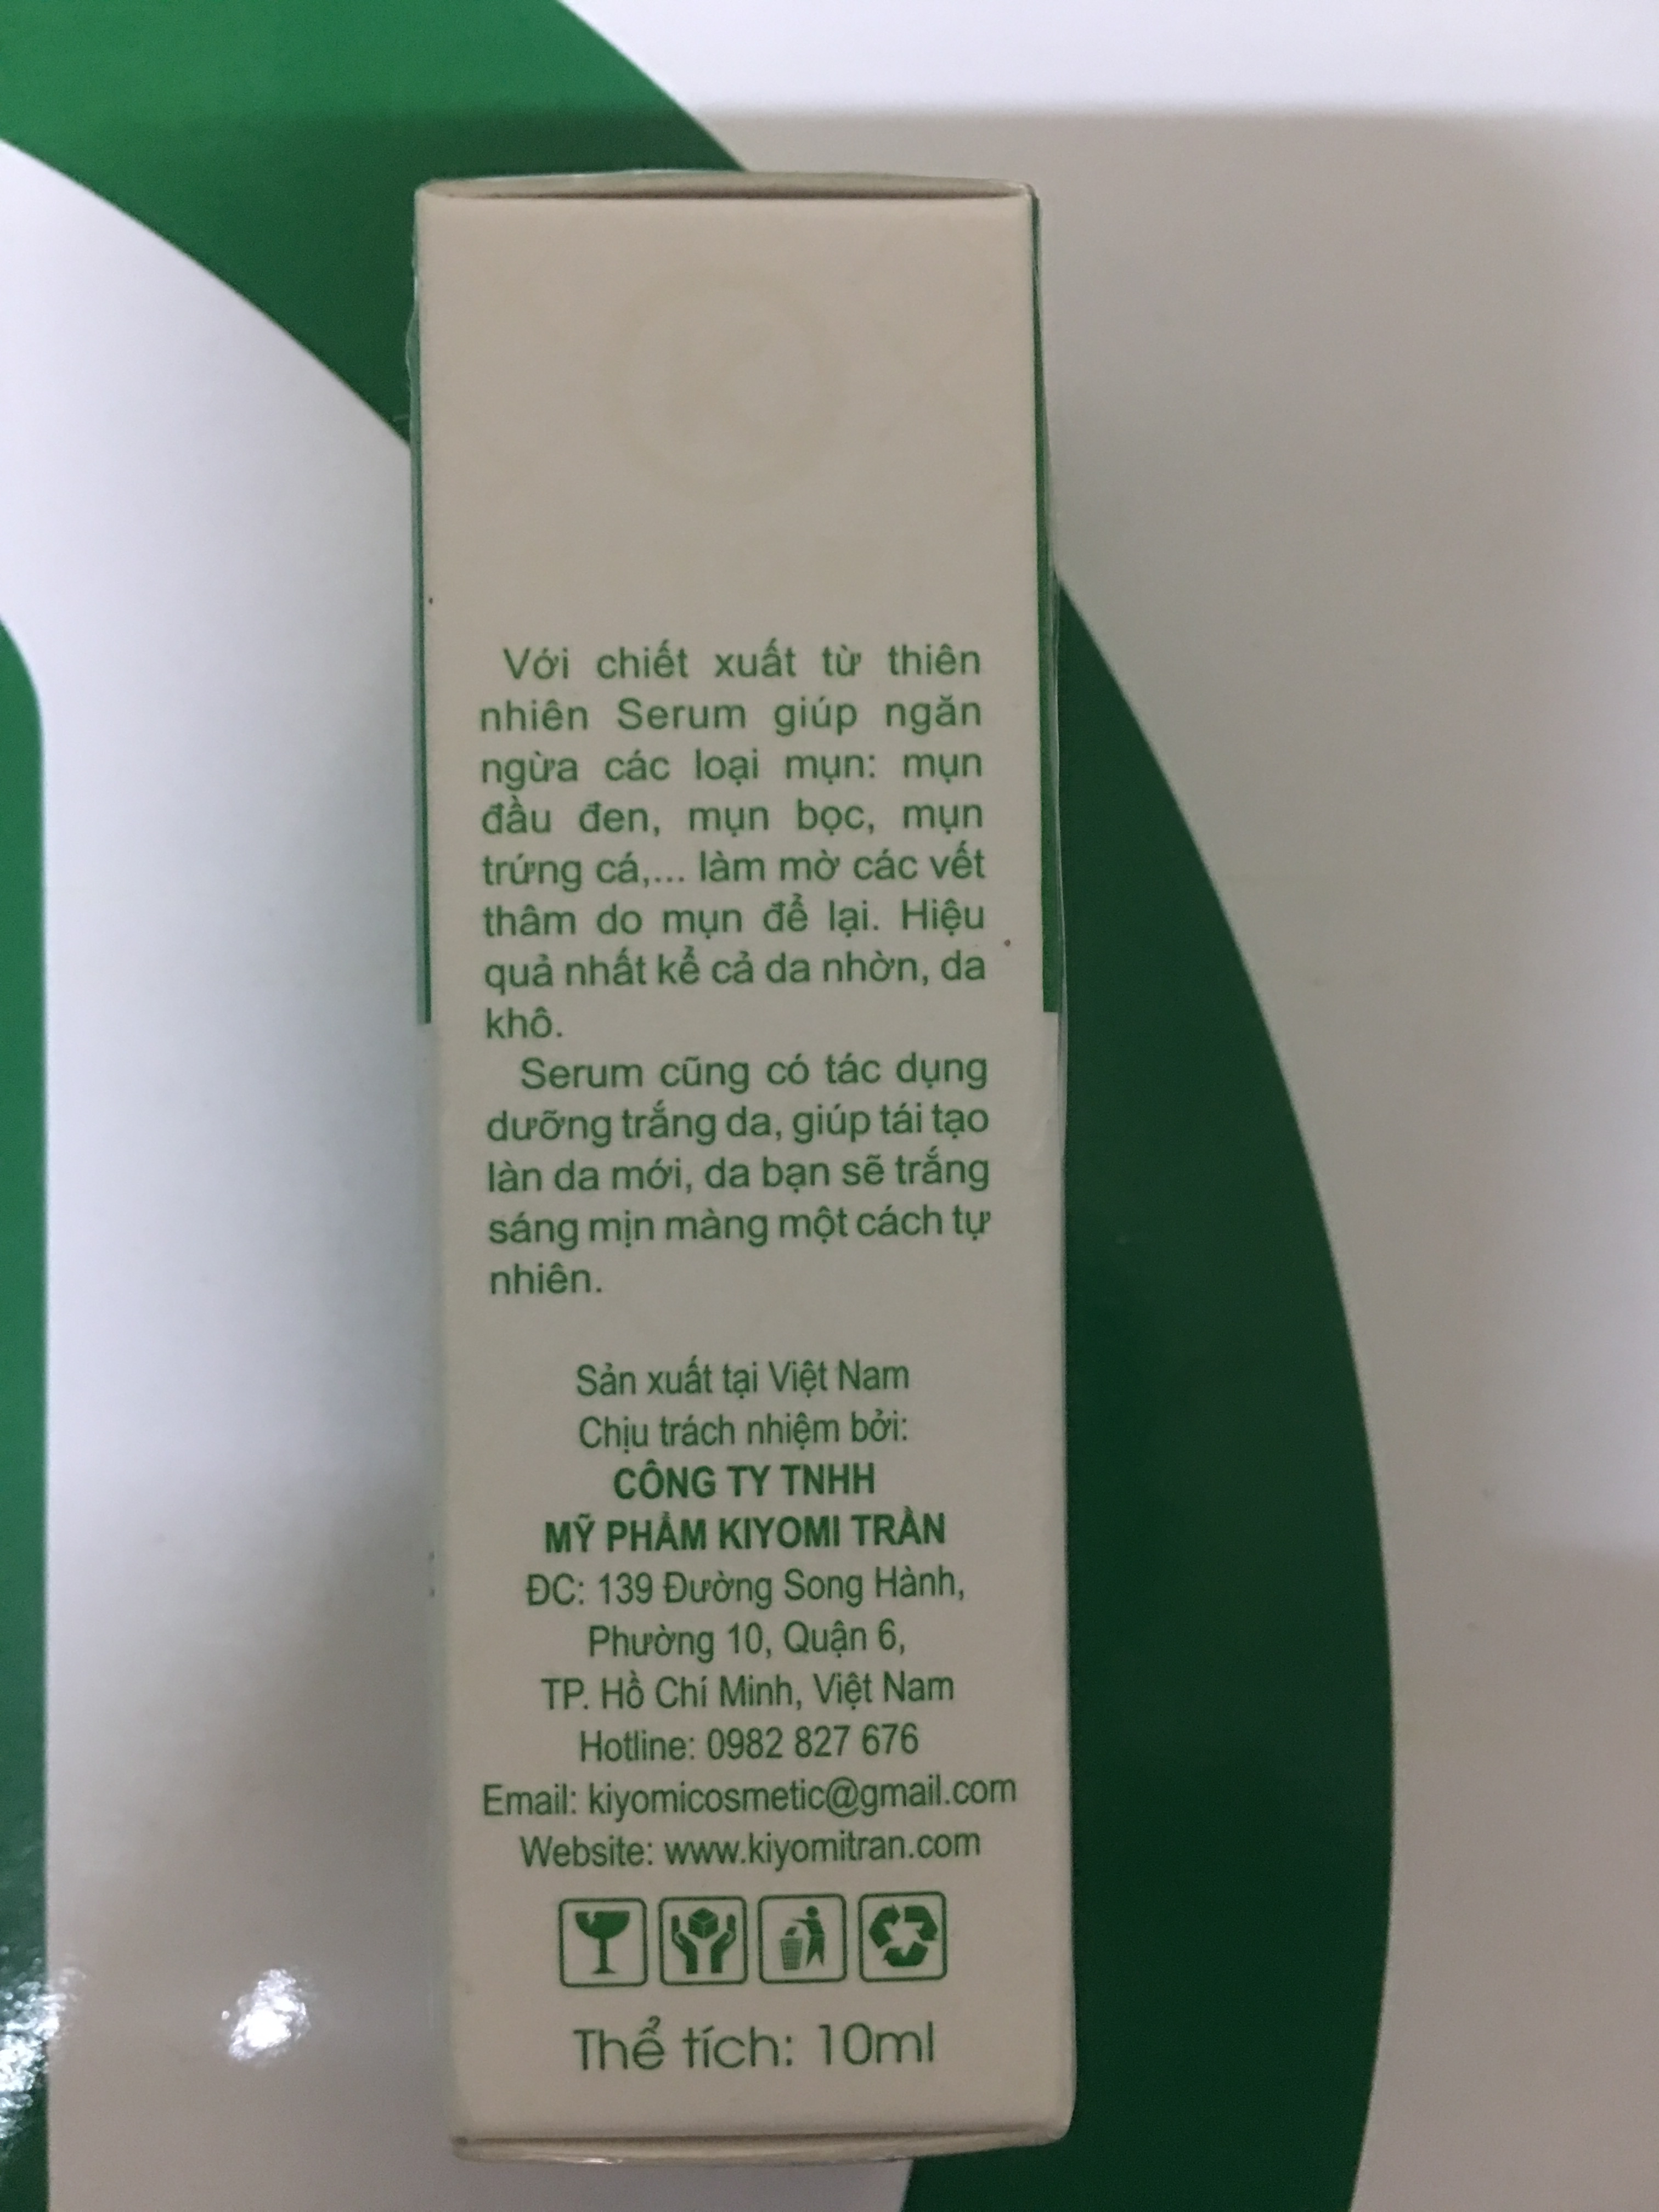 Với chiết xuất từ thiên
nhiên Serum giúp ngăn
ngừa các loại mụn: mụn
đầu đen, mụn bọc, mụn
trứng cá,... làm mờ các vết
thâm do mụn để lại. Hiệu
quả nhất kể cả da nhờn, da
khô.
Serum cũng có tác dụng
dưỡng trắng da, giúp tái tạo
làn da mới, da bạn sẽ trắng
sáng mịn màng một cách tự
nhiên.
Sản xuất tại Việt Nam
Chịu trách nhiệm bởi:
CÔNG TY TNHH
MỸ PHẨM KIYOMI TRẦN
ĐC: 139 Đường Song Hành,
Phường 10, Quận 6,
TP. Hồ Chí Minh, Việt Nam
Hotline: 0982 827 676
Email: kiyomicosmetic@gmail.com
Website: www.kiyomitran.com
Thể tích: 10ml